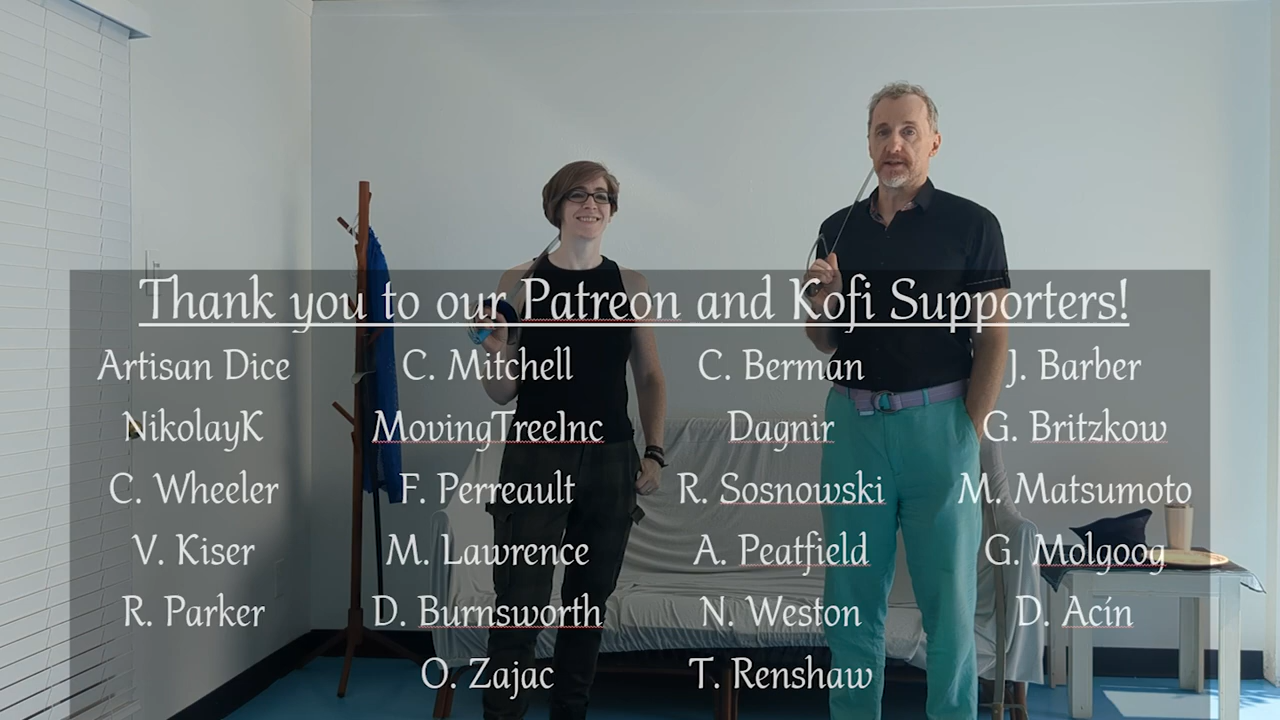 Thank you to our Patreon and Kofi Supporters!
Artisan Dice C. Mitchell C. Berman J. Barber
NikolayK MovingTreeInc Dagnir G. Britzkow
C. Wheeler F. Perreault R. Sosnowski M. Matsumoto
V. Kiser M. Lawrence A. Peatfield G. Molgoog
R. Parker D. Burnsworth N. Weston D. Acín
O. Zajac T. Renshaw